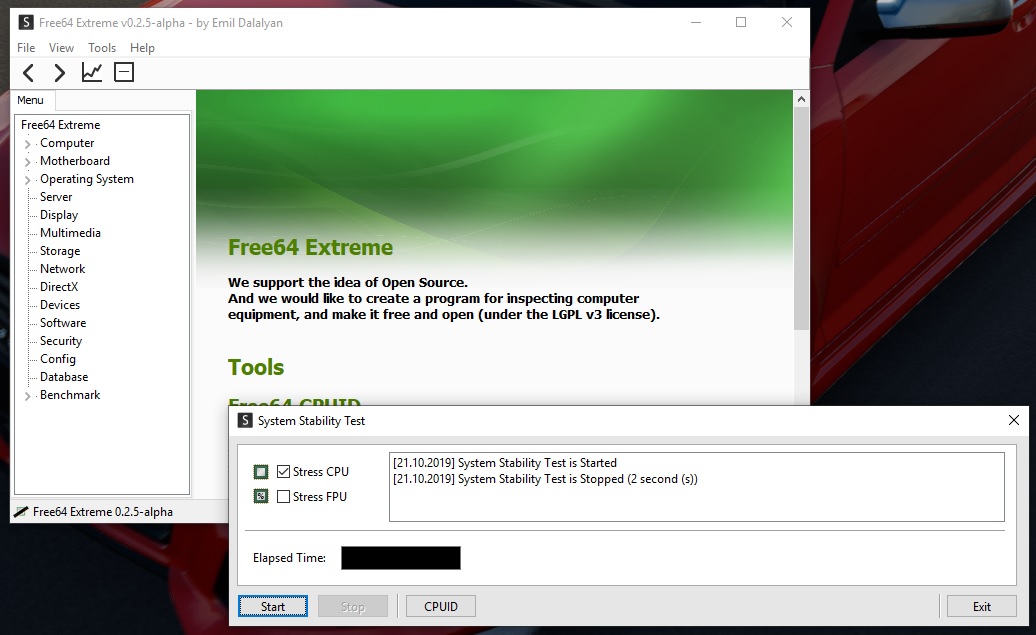 S Free64 Extreme v0.2.5-alpha - by Emil Dalalyan
File View Tools Help
Menu
Free64 Extreme
Computer
Motherboard
Operating System
Server
Display
Multimedia
Storage
Network
DirectX
Devices
Software
Security
Config
Database
Benchmark
Free64 Extreme
We support the idea of Open Source.
And we would like to create a program for inspecting computer
equipment, and make it free and open (under the LGPL v3 license).
Tools
Free64 CPUID
Free64 Extreme 0.2.5-alpha
S System Stability Test
Stress CPU
% Stress FPU
[21.10.2019] System Stability Test is Started
[21.10.2019] System Stability Test is Stopped (2 second (s))
Elapsed Time:
Start Stop CPUID Exit